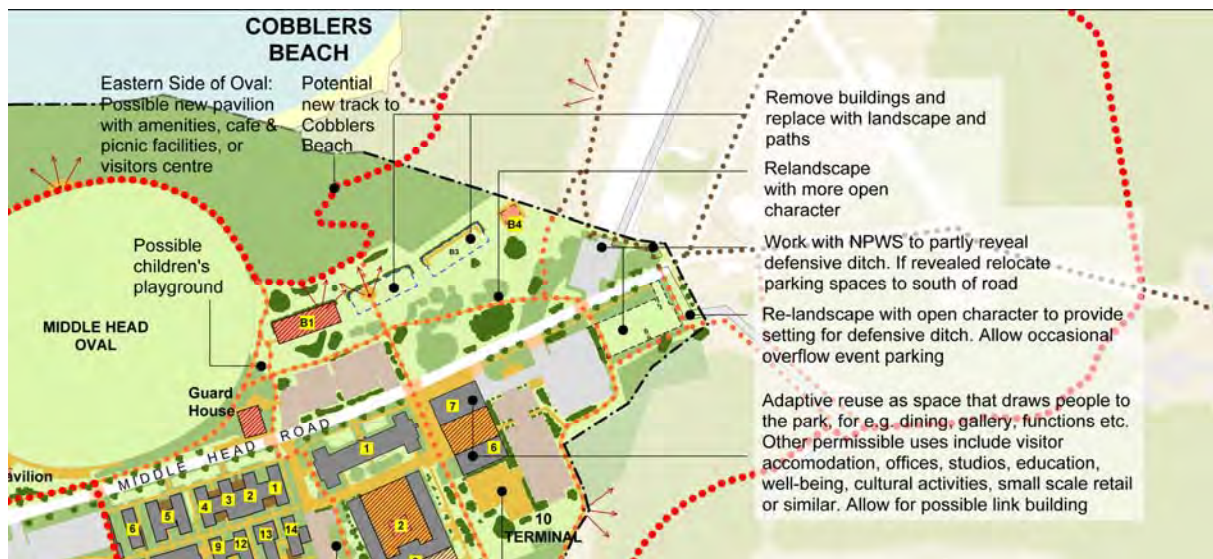 COBBLERS
BEACH
Eastern Side of Oval:
Possible new pavilion
with amenities, cafe &
picnic facilities, or
visitors centre
Potential
new track to
Cobblers
Beach
Remove buildings and
replace with landscape and
paths
Relandscape
with more open
character
Work with NPWS to partly reveal
defensive ditch. If revealed relocate
parking spaces to south of road
Re-landscape with open character to provide
setting for defensive ditch. Allow occasional
overflow event parking
Adaptive reuse as space that draws people to
the park, for e.g. dining, gallery, functions etc.
Other permissible uses include visitor
accomodation, offices, studios, education,
well-being, cultural activities, small scale retail
or similar. Allow for possible link building
Possible
children's
playground
MIDDLE HEAD
OVAL
B4
B3
B1
Guard
House
MIDDLE HEAD ROAD
avilion
7
6
1
2
10
TERMINAL
6
5
4
3
2
1
9
12
13
14